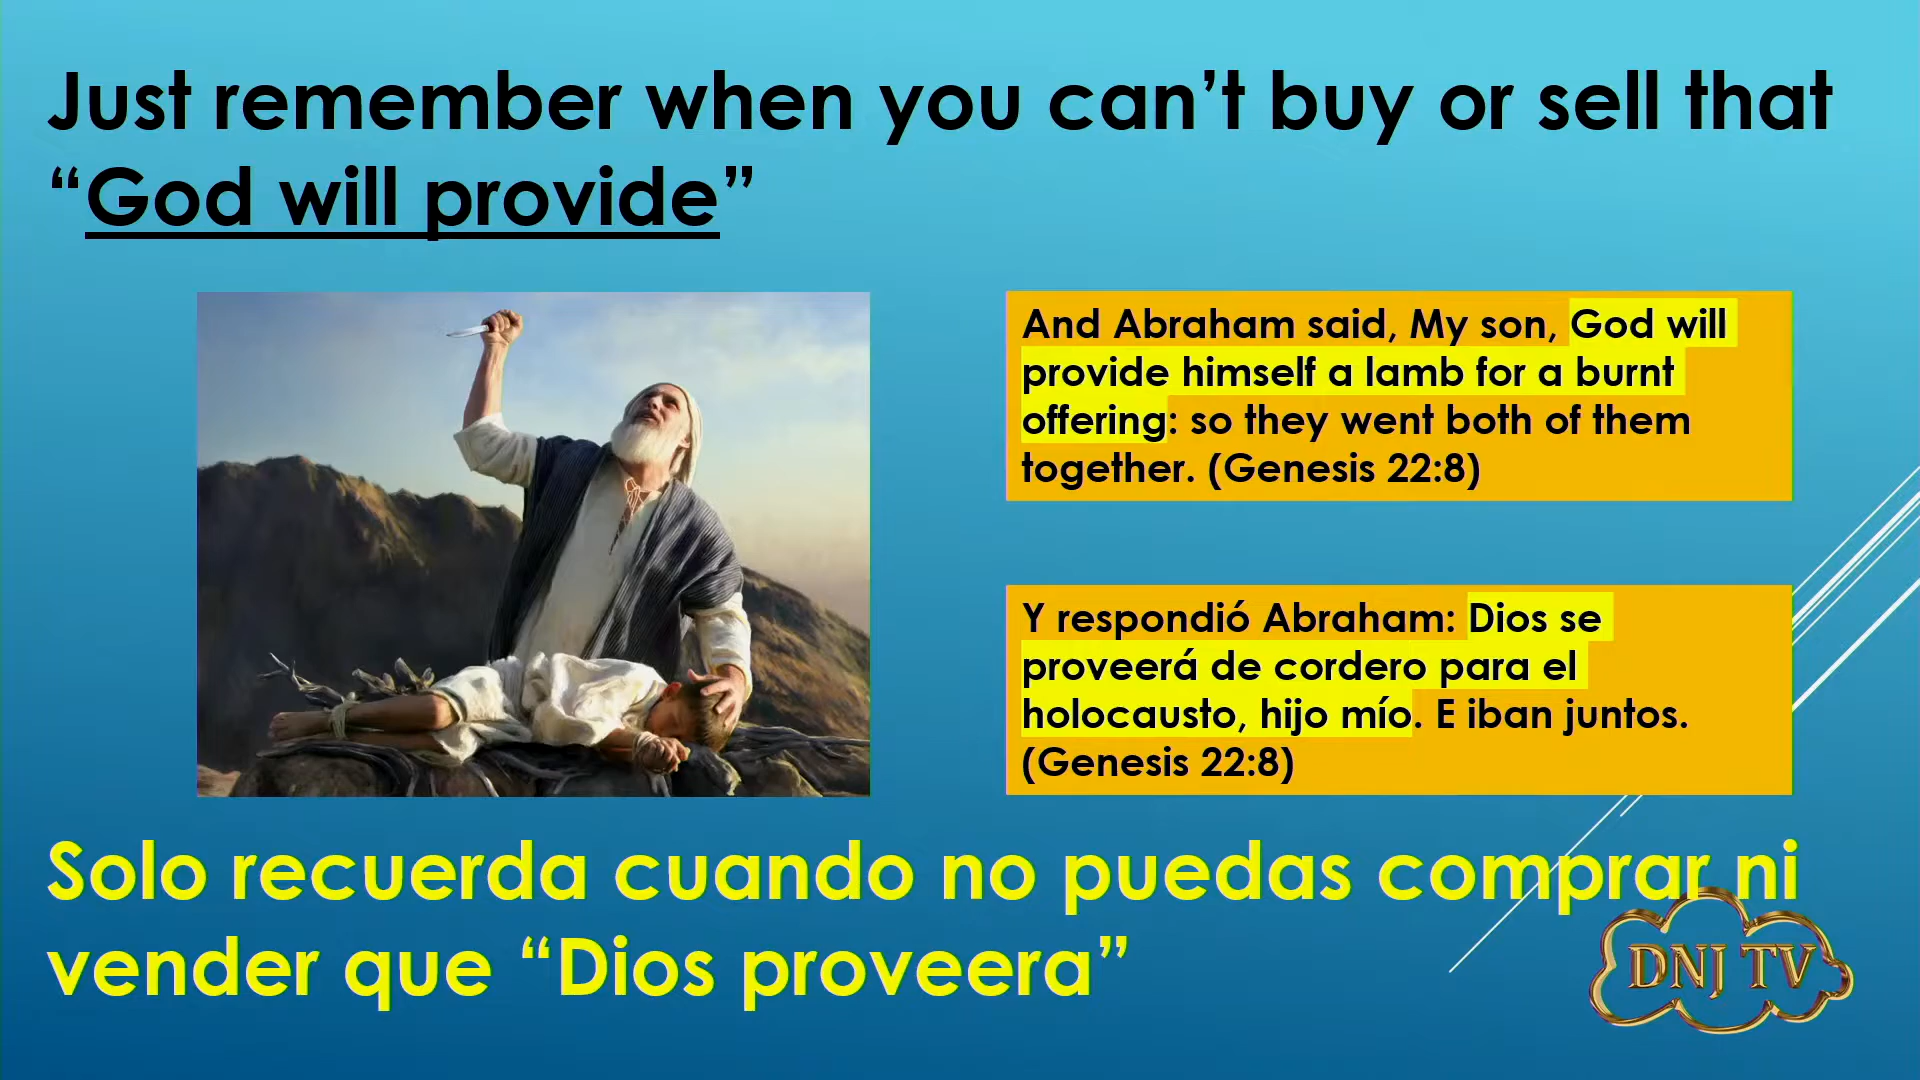 Just remember when you can’t buy or sell that
“God will provide”
And Abraham said, My son, God will
provide himself a lamb for a burnt
offering: so they went both of them
together. (Genesis 22:8)
Y respondió Abraham: Dios se
proveerá de cordero para el
holocausto, hijo mío. E iban juntos.
(Genesis 22:8)
Solo recuerda cuando no puedas comprar ni
vender que “Dios proveera”
DNJ TV